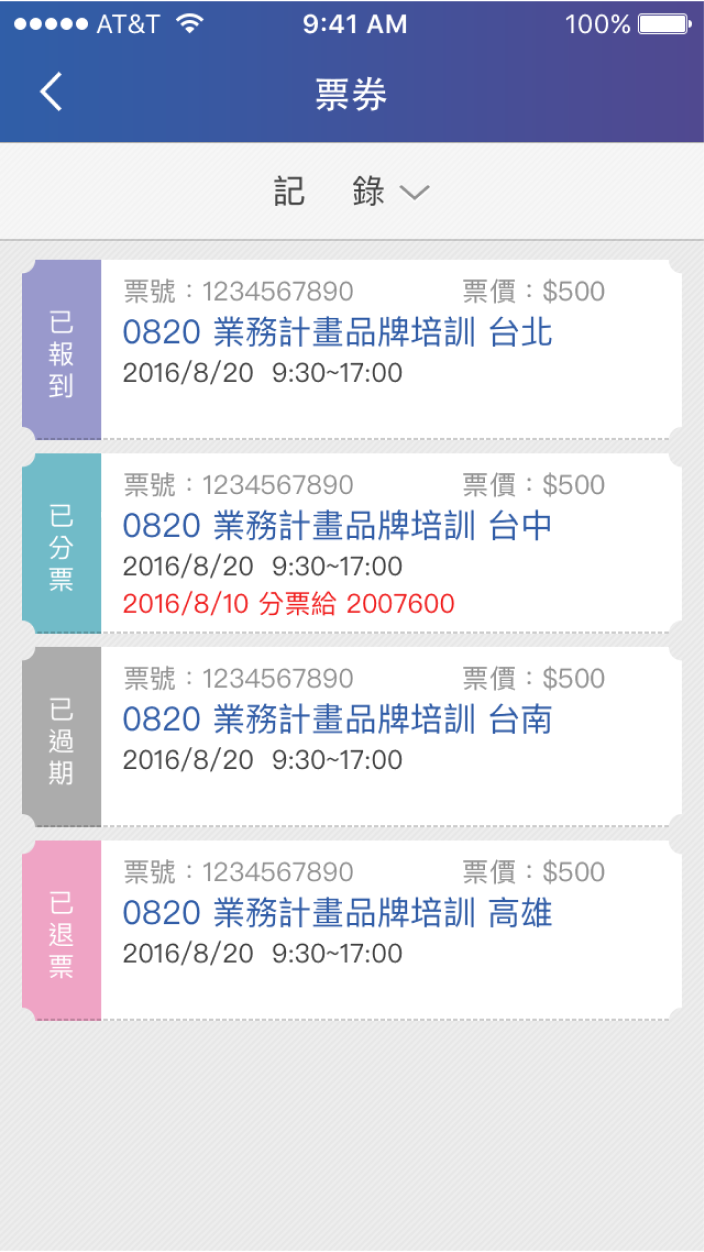 AT&T 9:41 AM 100%
票券
記 錄
已報到
票號：1234567890 票價：$500
0820 業務計畫品牌培訓 台北
2016/8/20 9:30~17:00
已分票
票號：1234567890 票價：$500
0820 業務計畫品牌培訓 台中
2016/8/20 9:30~17:00
2016/8/10 分票給 2007600
已過期
票號：1234567890 票價：$500
0820 業務計畫品牌培訓 台南
2016/8/20 9:30~17:00
已退票
票號：1234567890 票價：$500
0820 業務計畫品牌培訓 高雄
2016/8/20 9:30~17:00